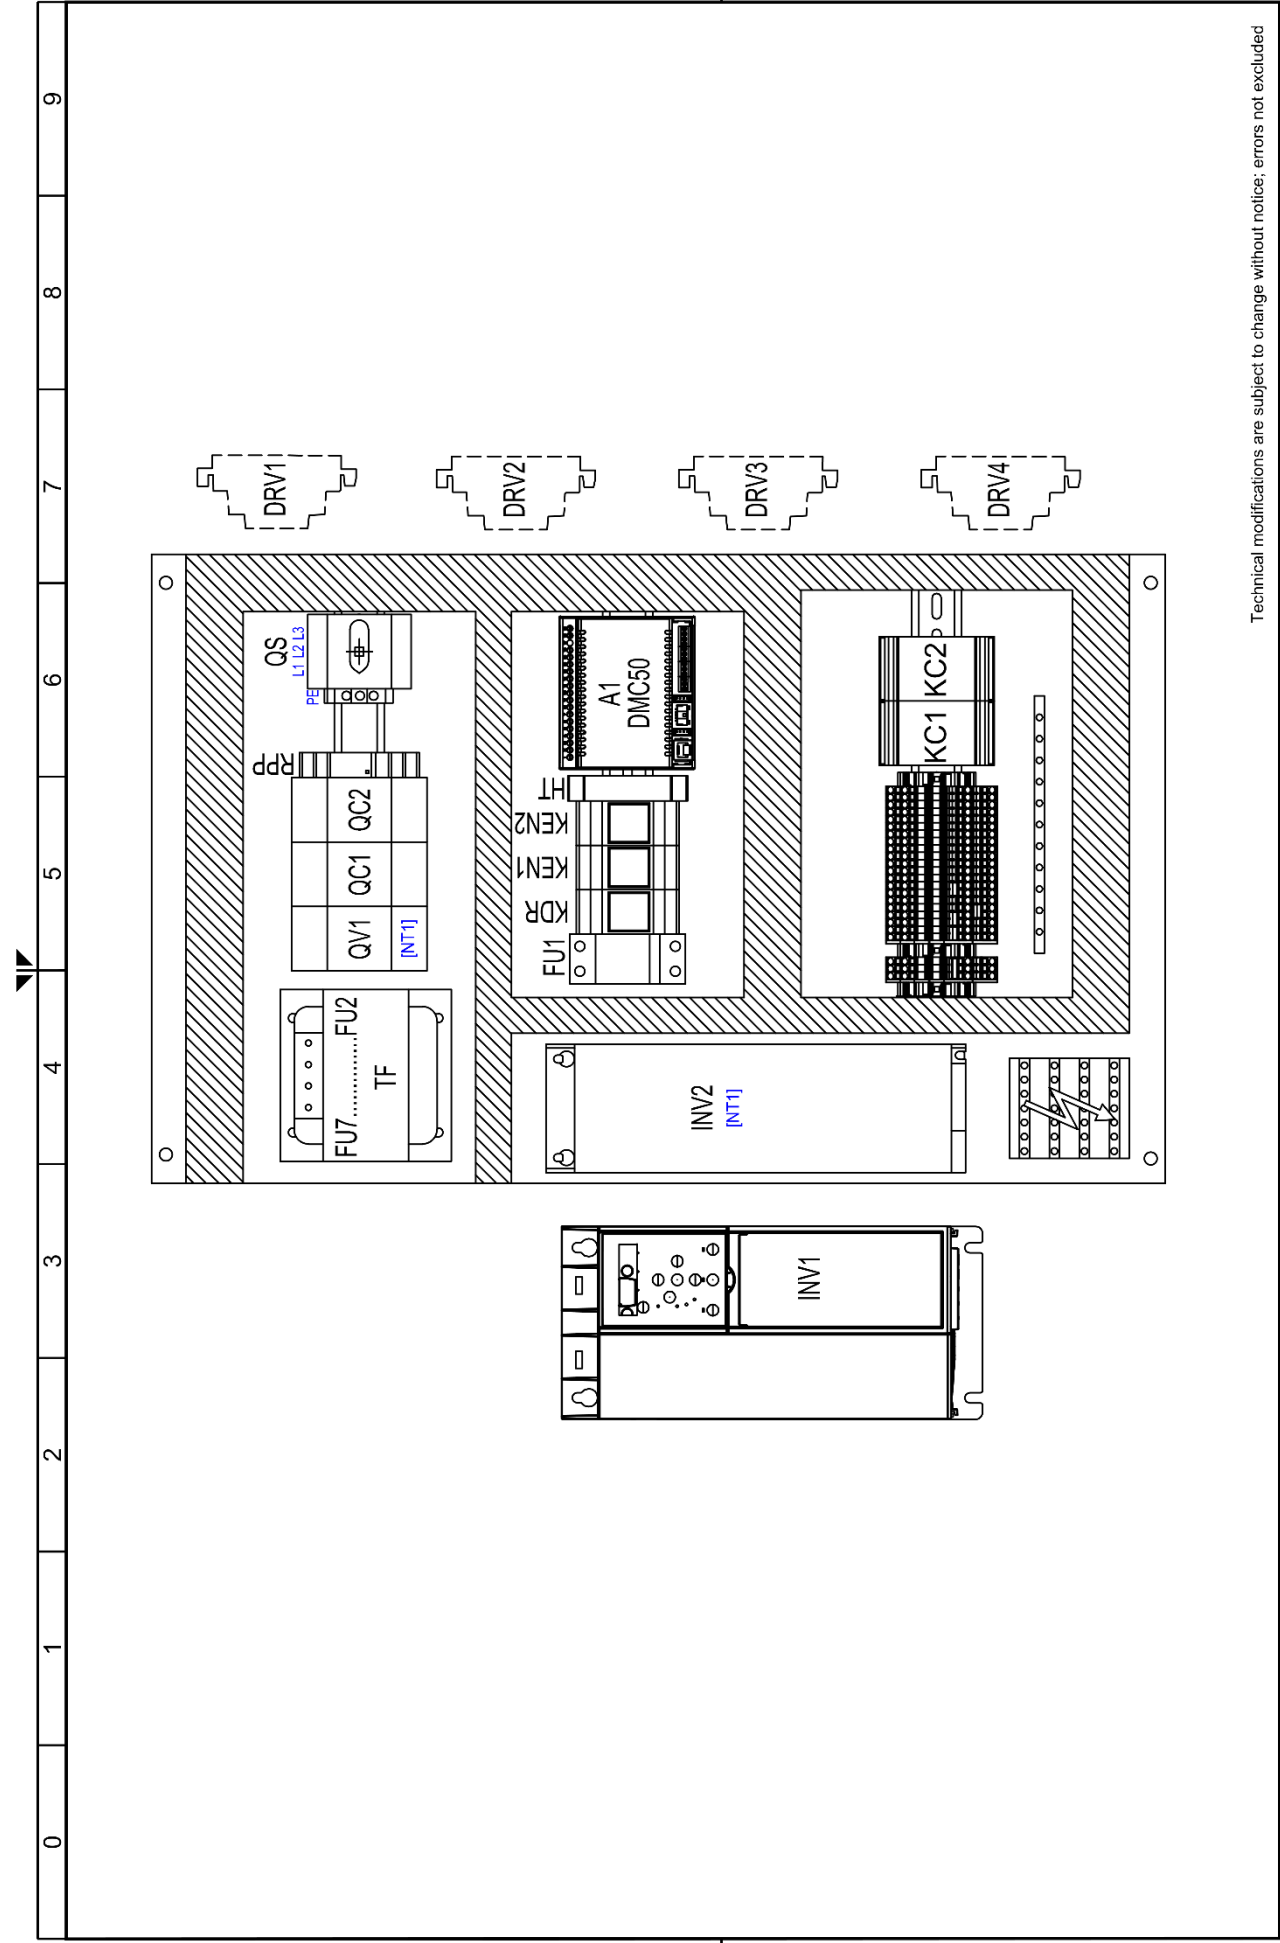 0 1 2 3 4 5 6 7 8 9
FU7 FU2
TF
QV1 QC1 QC2
[NT1]
RPP
QS
PE L1 L2 L3
DRV1
FU1 KDR KEN1 KEN2 HT
A1
DMC50
DRV2
INV2
[NT1]
DRV3
INV1
KC1 KC2
DRV4
Technical modifications are subject to change without notice; errors not excluded